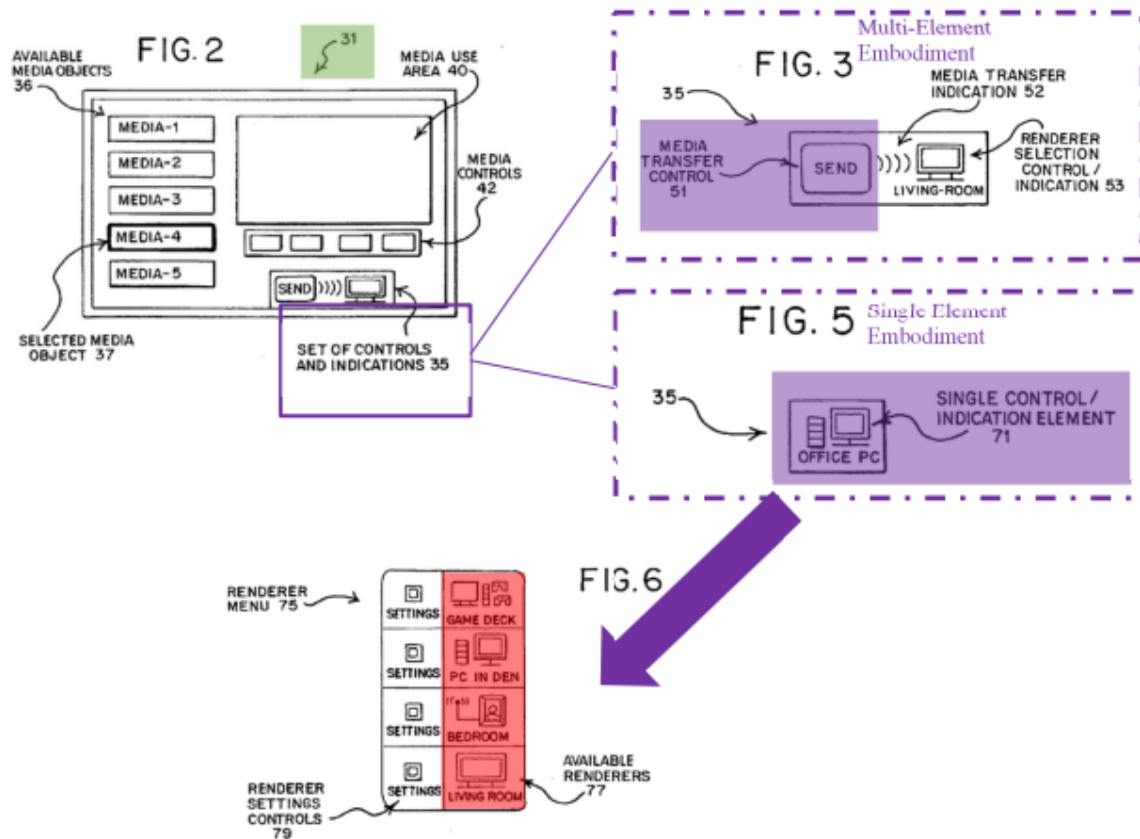 FIG. 2
31
AVAILABLE
MEDIA OBJECTS
36
MEDIA USE
AREA 40
MEDIA-1
MEDIA-2
MEDIA-3
MEDIA-4
MEDIA-5
MEDIA
CONTROLS
42
SEND
SELECTED MEDIA
OBJECT 37
SET OF CONTROLS
AND INDICATIONS 35
Multi-Element
Embodiment
FIG. 3
35
MEDIA TRANSFER
INDICATION 52
MEDIA
TRANSFER
CONTROL
51
SEND
LIVING-ROOM
RENDERER
SELECTION
CONTROL/
INDICATION 53
FIG. 5
Single Element
Embodiment
35
SINGLE CONTROL/
INDICATION ELEMENT
71
OFFICE PC
FIG.6
RENDERER
MENU 75
SETTINGS
GAME DECK
SETTINGS
PC IN DEN
SETTINGS
BEDROOM
SETTINGS
LIVING ROOM
RENDERER
SETTINGS
CONTROLS
79
AVAILABLE
RENDERERS
77